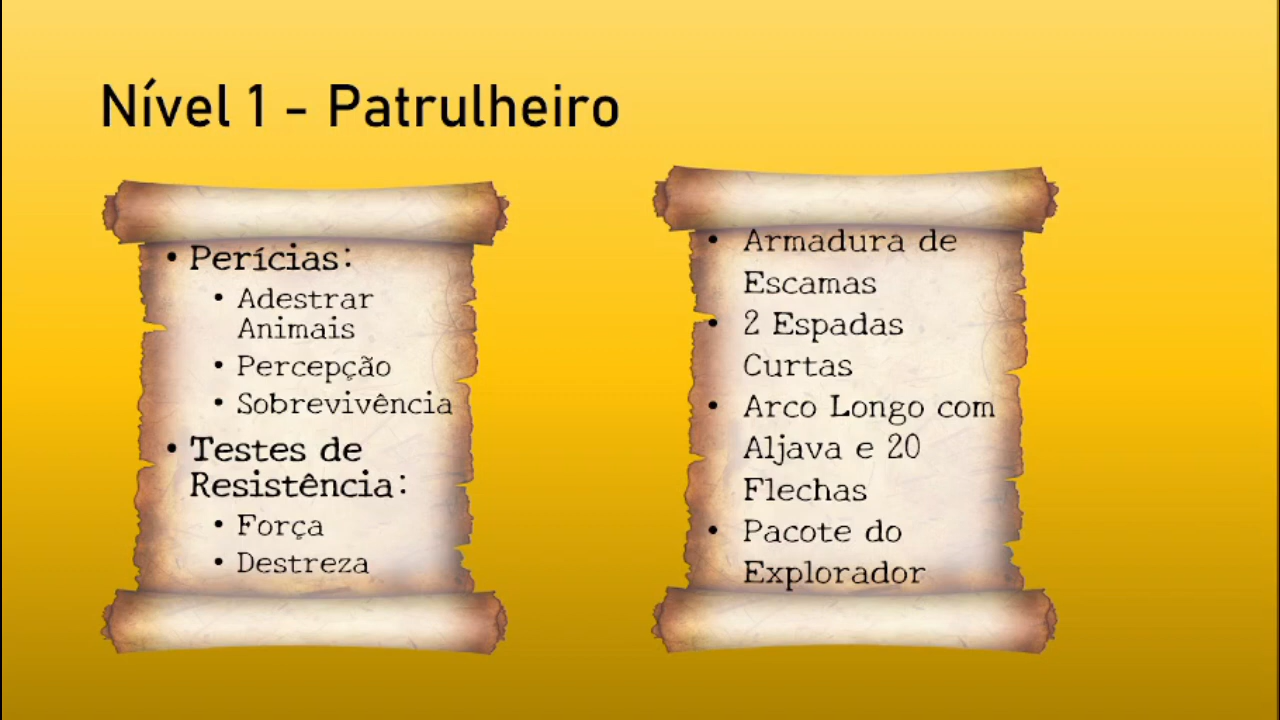 Nível 1 - Patrulheiro
• Perícias:
• Adestrar
Animais
• Percepção
• Sobrevivência
• Testes de
Resistência:
• Força
• Destreza
• Armadura de
Escamas
• 2 Espadas
Curtas
• Arco Longo com
Aljava e 20
Flechas
• Pacote do
Explorador